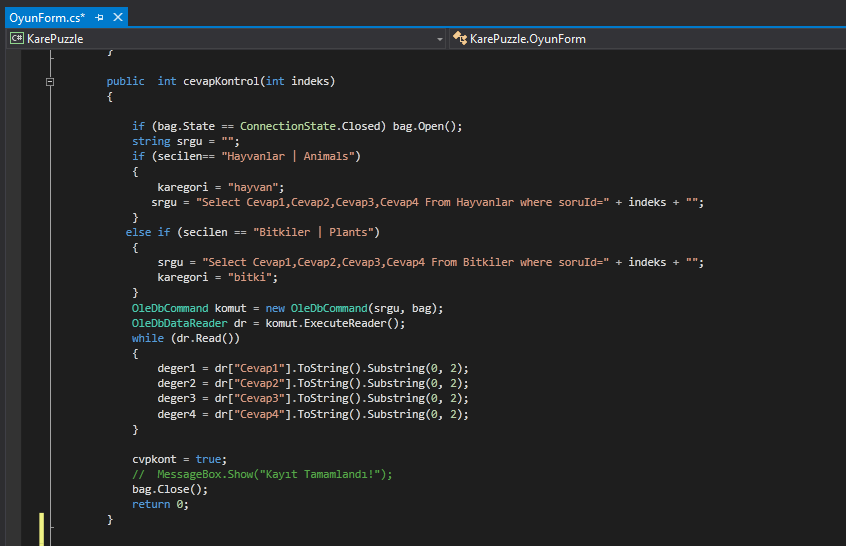 OyunForm.cs*
C# KarePuzzle KarePuzzle.OyunForm
}
public  int cevapKontrol(int indeks)
{
if (bag.State == ConnectionState.Closed) bag.Open();
string srgu = "";
if (secilen== "Hayvanlar | Animals")
{
karegori = "hayvan";
srgu = "Select Cevap1,Cevap2,Cevap3,Cevap4 From Hayvanlar where soruId=" + indeks + "";
}
else if (secilen == "Bitkiler | Plants")
{
srgu = "Select Cevap1,Cevap2,Cevap3,Cevap4 From Bitkiler where soruId=" + indeks + "";
karegori = "bitki";
}
OleDbCommand komut = new OleDbCommand(srgu, bag);
OleDbDataReader dr = komut.ExecuteReader();
while (dr.Read())
{
deger1 = dr["Cevap1"].ToString().Substring(0, 2);
deger2 = dr["Cevap2"].ToString().Substring(0, 2);
deger3 = dr["Cevap3"].ToString().Substring(0, 2);
deger4 = dr["Cevap4"].ToString().Substring(0, 2);
}
cvpkont = true;
//  MessageBox.Show("Kayıt Tamamlandı!");
bag.Close();
return 0;
}